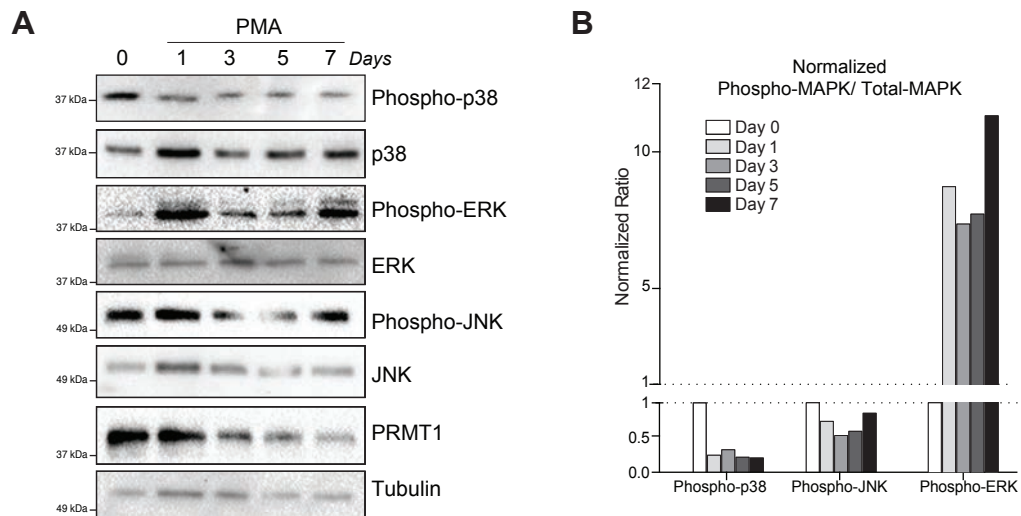 A
PMA
0 1 3 5 7 Days
37 kDa Phospho-p38
37 kDa p38
37 kDa Phospho-ERK
37 kDa ERK
49 kDa Phospho-JNK
49 kDa JNK
37 kDa PRMT1
49 kDa Tubulin
B
Normalized
Phospho-MAPK/ Total-MAPK
Normalized Ratio
12
10
5
1
1
0.5
0.0
Day 0
Day 1
Day 3
Day 5
Day 7
Phospho-p38 Phospho-JNK Phospho-ERK